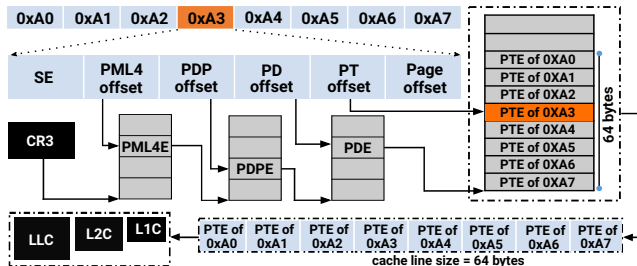 0xA0 0xA1 0xA2 0xA3 0xA4 0xA5 0xA6 0xA7
SE PML4 offset PDP offset PD offset PT offset Page offset
PTE of 0XA0
PTE of 0XA1
PTE of 0XA2
PTE of 0XA3
PTE of 0XA4
PTE of 0XA5
PTE of 0XA6
PTE of 0XA7
64 bytes
CR3
PML4E
PDPE
PDE
LLC
L2C
L1C
PTE of 0xA0
PTE of 0xA1
PTE of 0xA2
PTE of 0xA3
PTE of 0xA4
PTE of 0xA5
PTE of 0xA6
PTE of 0xA7
cache line size = 64 bytes